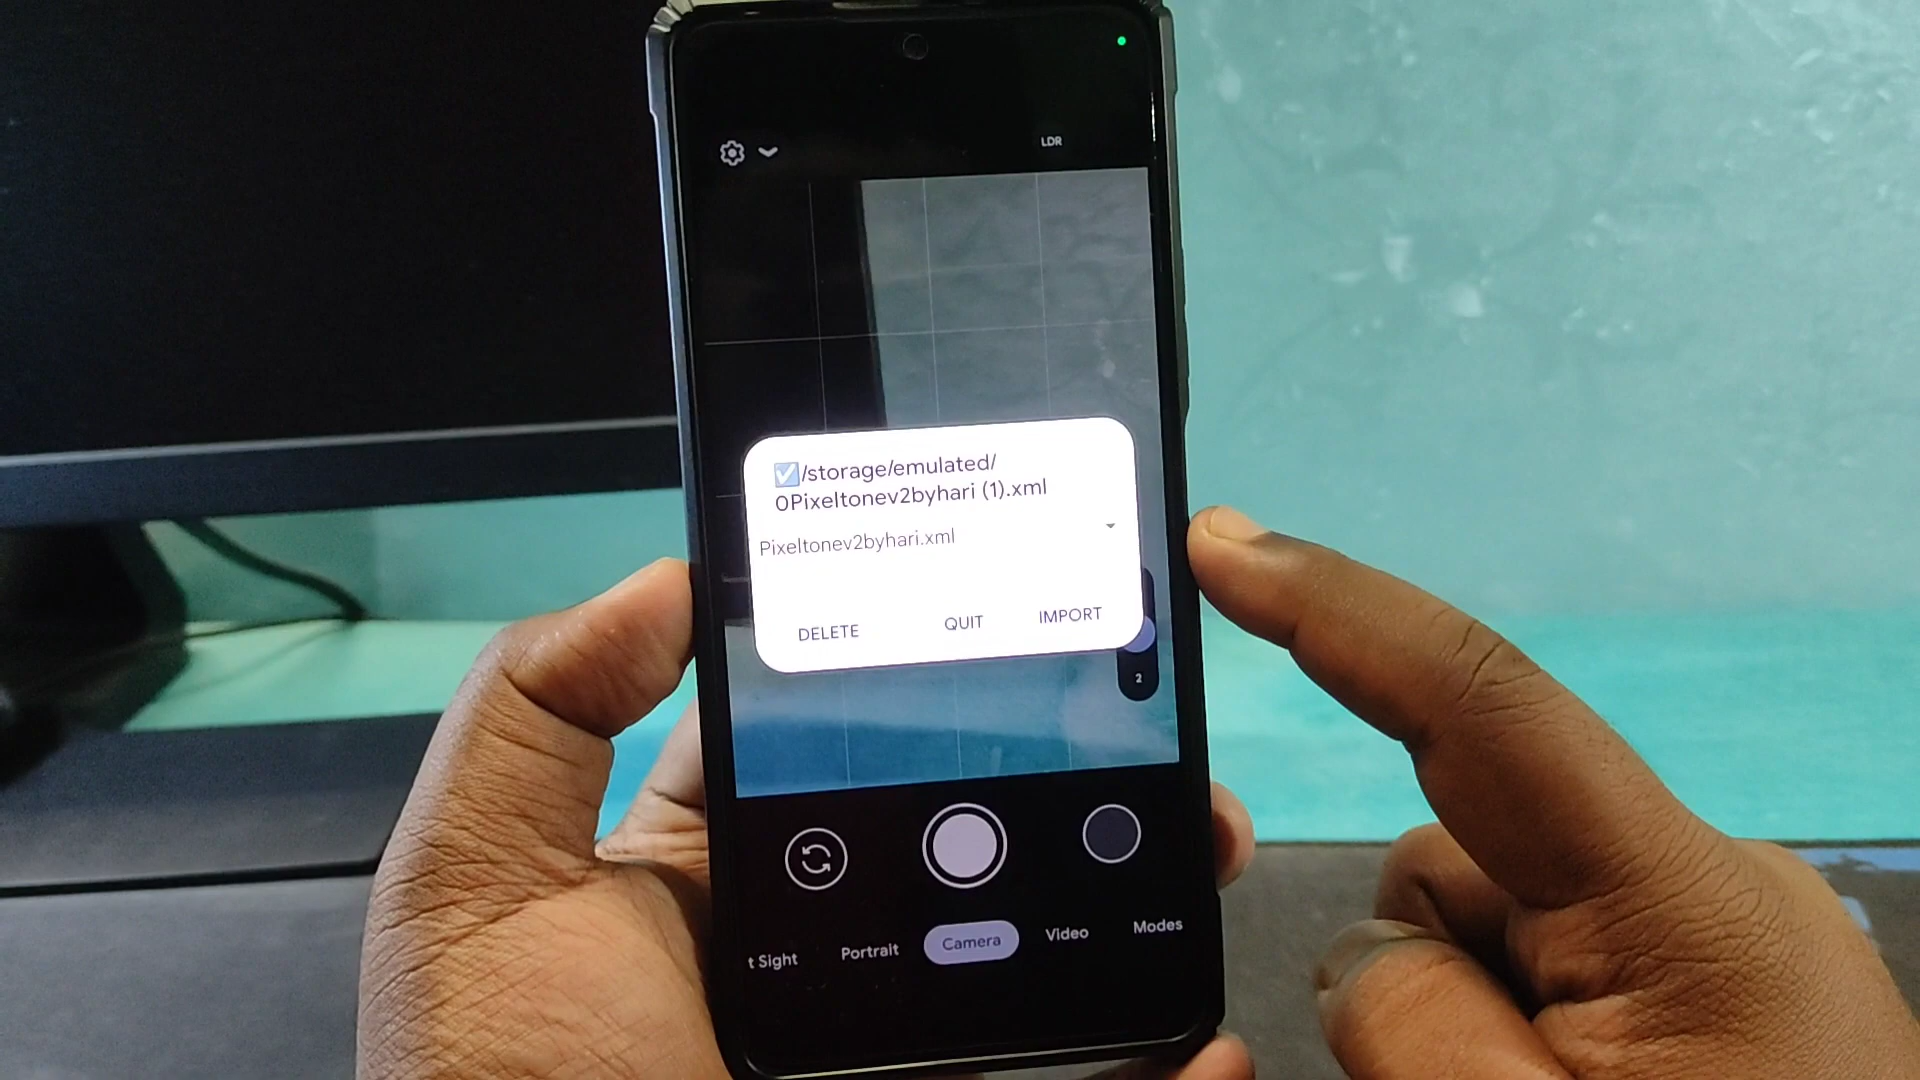 LDR
☑/storage/emulated/
0Pixeltonev2byhari (1).xml
Pixeltonev2byhari.xml
DELETE QUIT IMPORT
2
t Sight Portrait Camera Video Modes